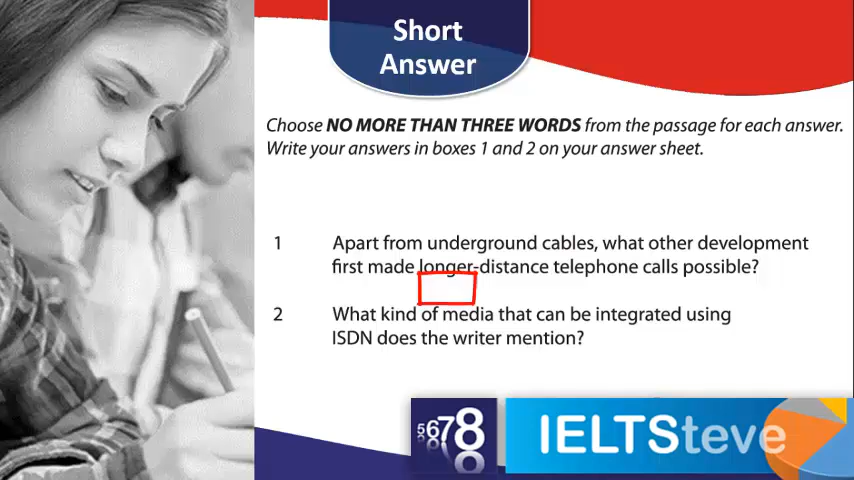 Short
Answer
Choose NO MORE THAN THREE WORDS from the passage for each answer.
Write your answers in boxes 1 and 2 on your answer sheet.
1 Apart from underground cables, what other development
first made longer-distance telephone calls possible?
2 What kind of media that can be integrated using
ISDN does the writer mention?
5678 IELTSteve